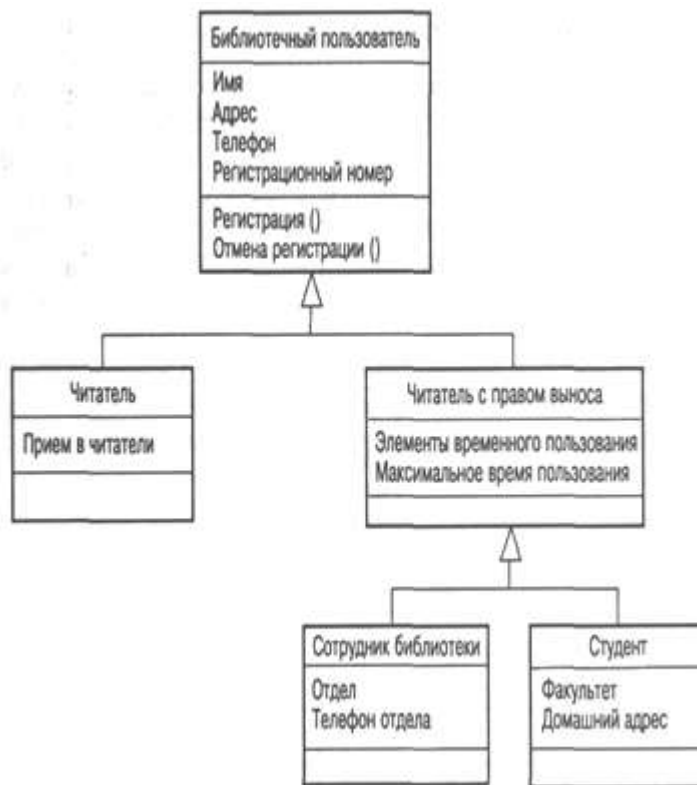 Библиотечный пользователь
Имя
Адрес
Телефон
Регистрационный номер
Регистрация ()
Отмена регистрации ()
Читатель
Прием в читатели
Читатель с правом выноса
Элементы временного пользования
Максимальное время пользования
Сотрудник библиотеки
Отдел
Телефон отдела
Студент
Факультет
Домашний адрес